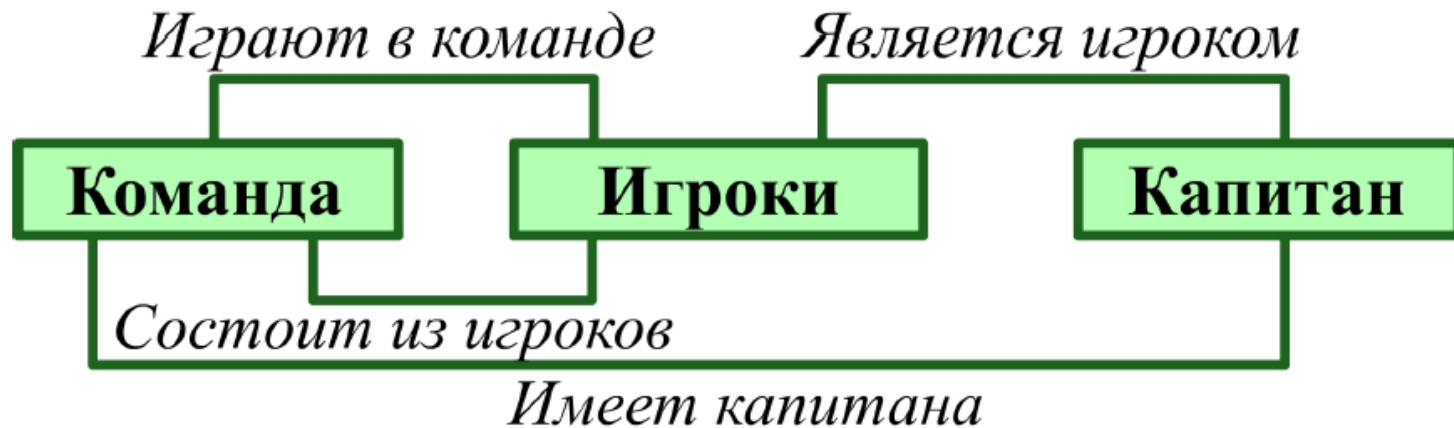 Играют в команде
Является игроком
Команда
Игроки
Капитан
Состоит из игроков
Имеет капитана